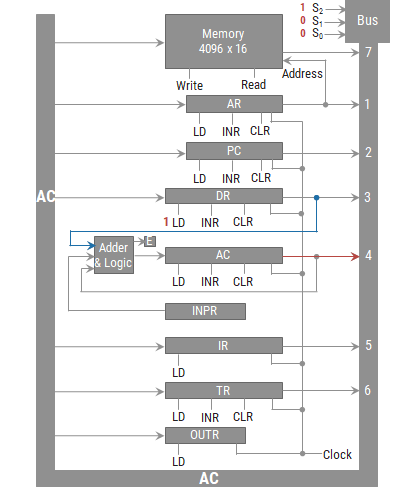 1 S2
0 S1
0 S0
Bus
Memory
4096 x 16
7
Write
Read
Address
AR
1
LD INR CLR
PC
2
LD INR CLR
AC
DR
3
1 LD INR CLR
Adder
& Logic
E
AC
4
LD INR CLR
INPR
IR
5
LD
TR
6
LD INR CLR
OUTR
LD
Clock
AC